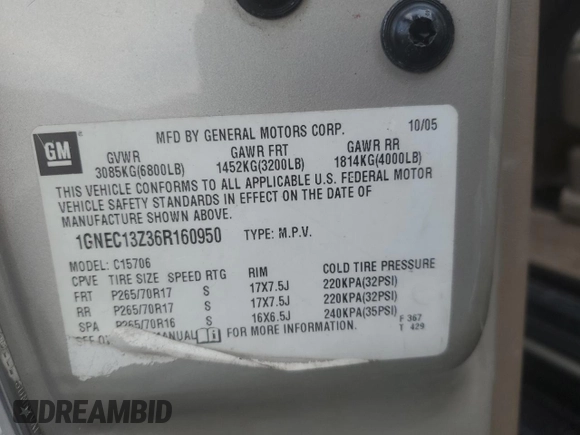 GM
MFD BY GENERAL MOTORS CORP. 10/05
GVWR GAWR FRT GAWR RR
3085KG(6800LB) 1452KG(3200LB) 1814KG(4000LB)
THIS VEHICLE CONFORMS TO ALL APPLICABLE U.S. FEDERAL MOTOR
VEHICLE SAFETY STANDARDS IN EFFECT ON THE DATE OF
MANUFACTURE SHOWN ABOVE.
1GNEC13Z36R160950 TYPE: M.P.V.
MODEL: C15706
CPVE TIRE SIZE SPEED RTG RIM COLD TIRE PRESSURE
FRT P265/70R17 S 17X7.5J 220KPA(32PSI)
RR P265/70R17 S 17X7.5J 220KPA(32PSI)
SPA P265/70R16 S 16X6.5J 240KPA(35PSI)
SEE MANUAL FOR MORE INFORMATION.
F 367
T 429
DREAMBID